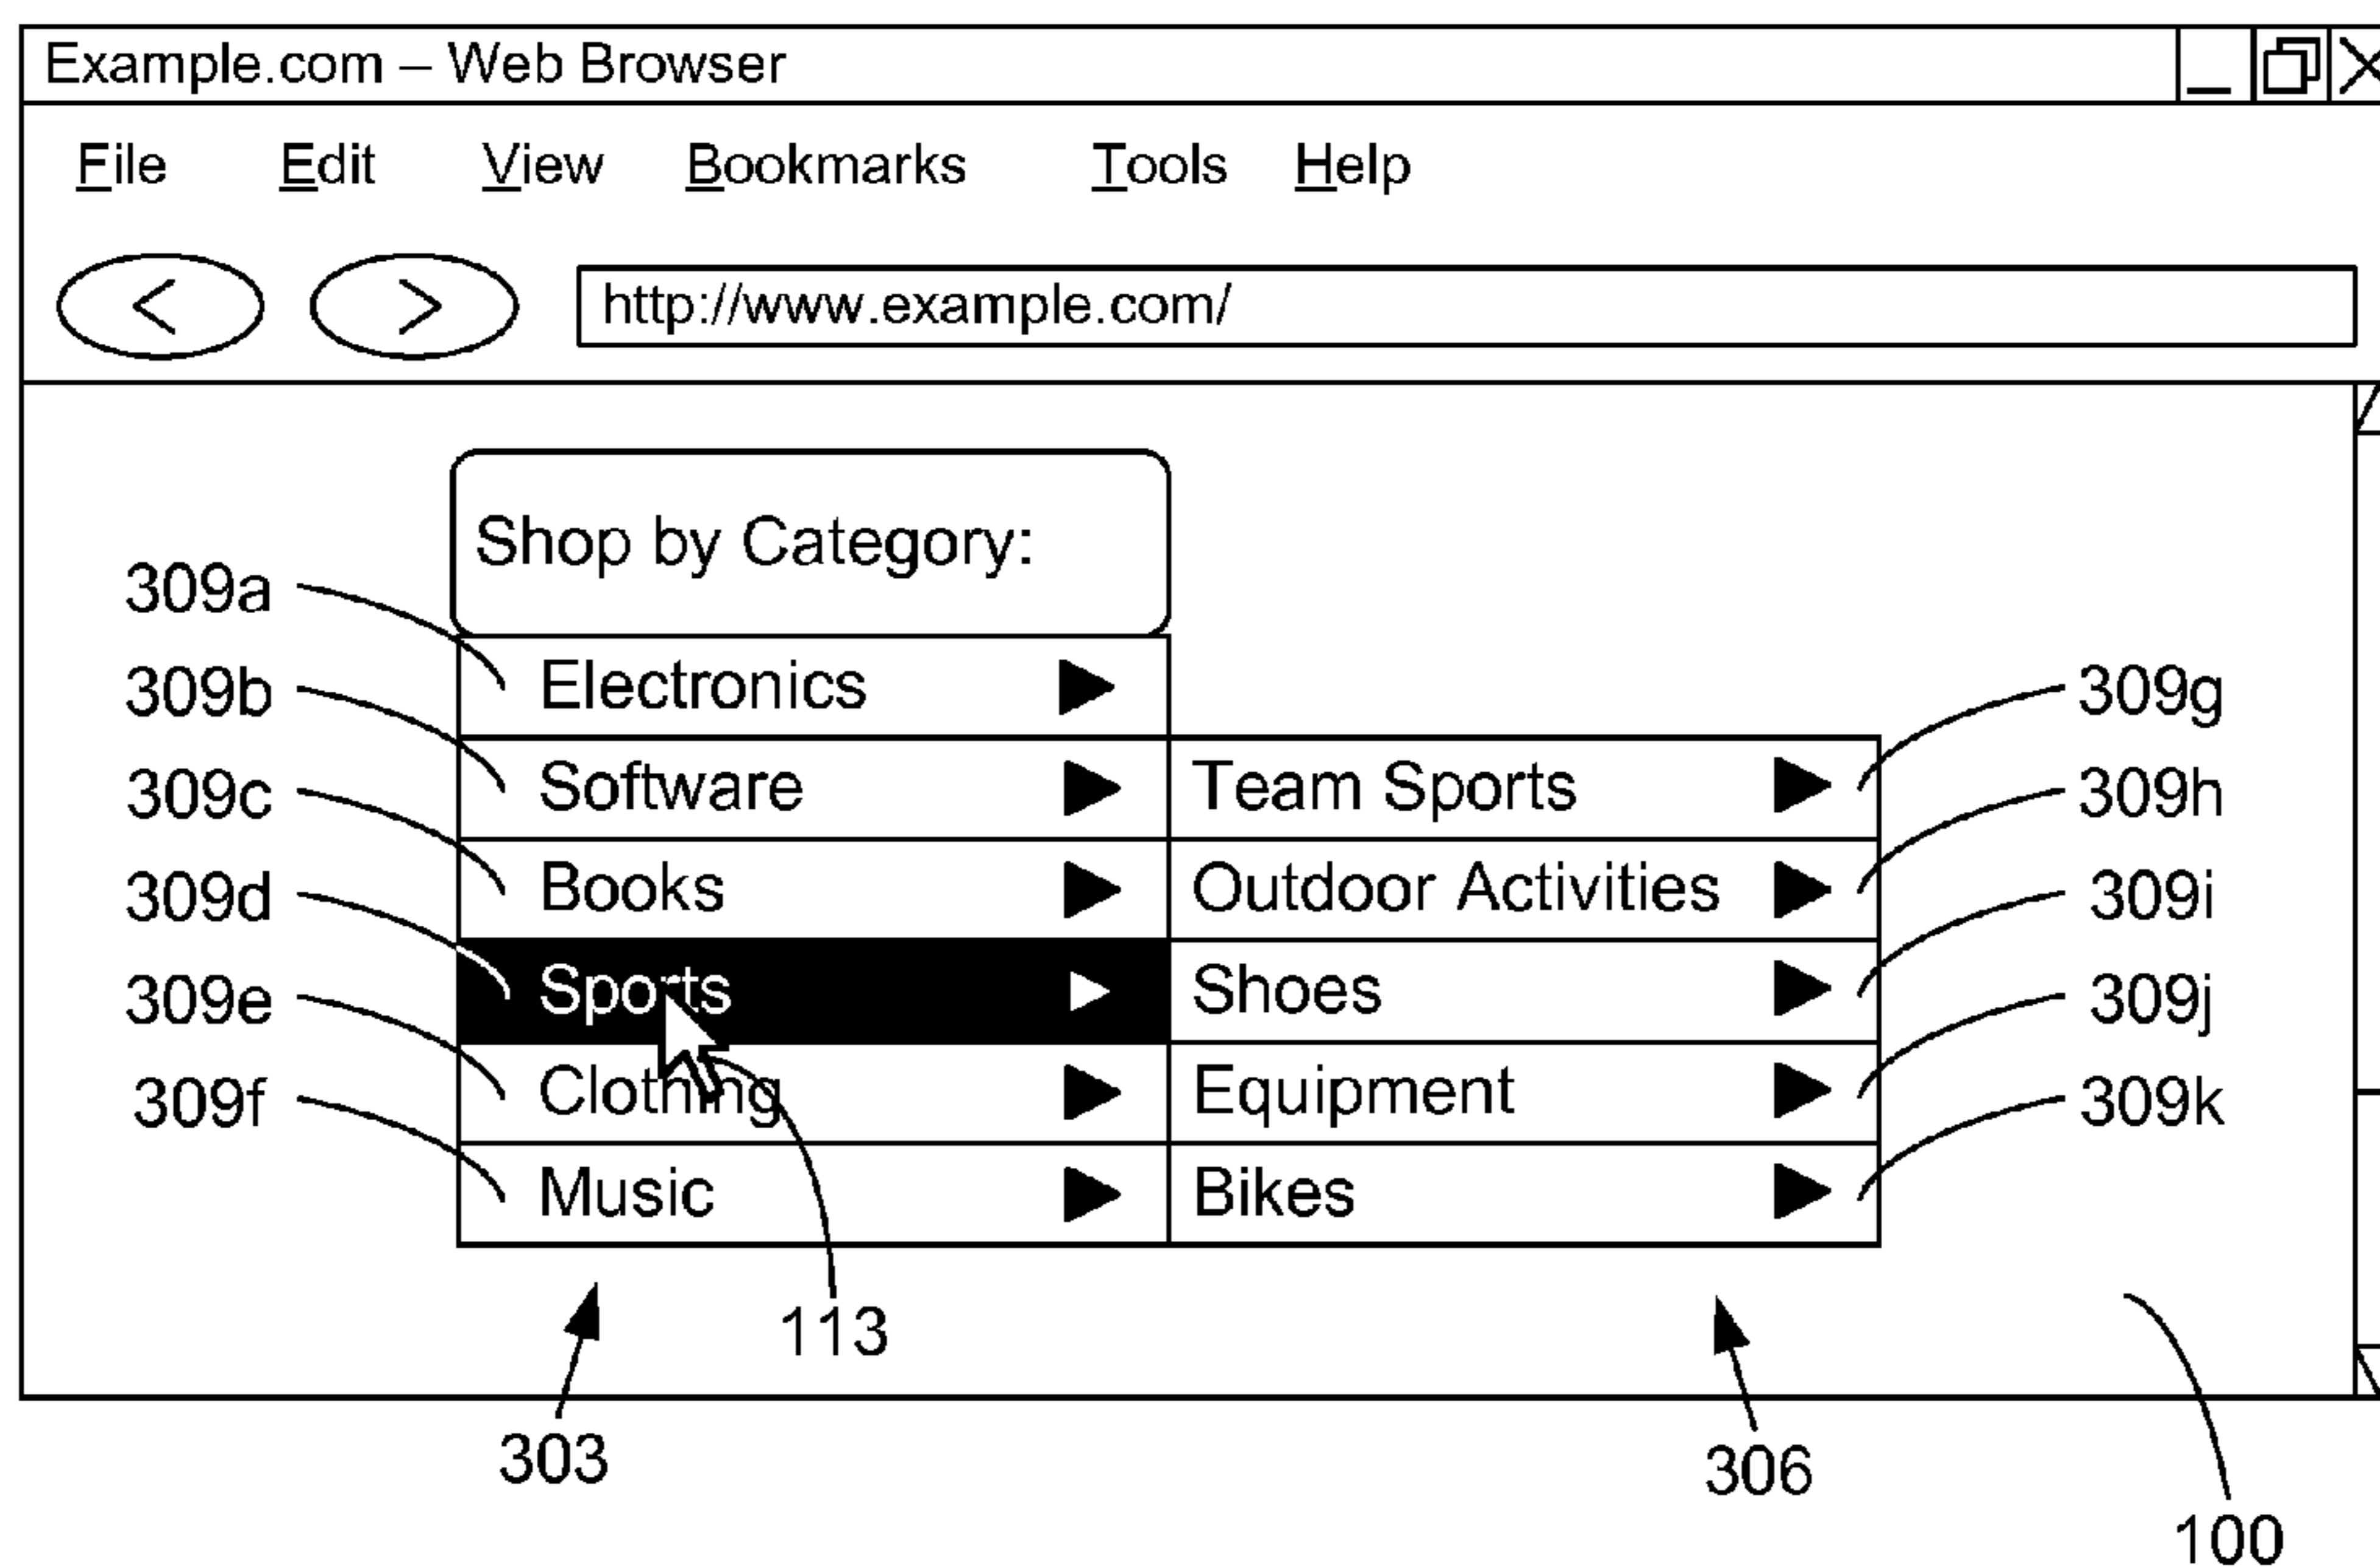 Example.com – Web Browser
File Edit View Bookmarks Tools Help
< > http://www.example.com/
Shop by Category:
309a
Electronics
309b
309g
Software
Team Sports
309c
309h
Books
Outdoor Activities
309d
309i
Sports
Shoes
309e
309j
Clothing
Equipment
309f
309k
Music
Bikes
113
303
306
100